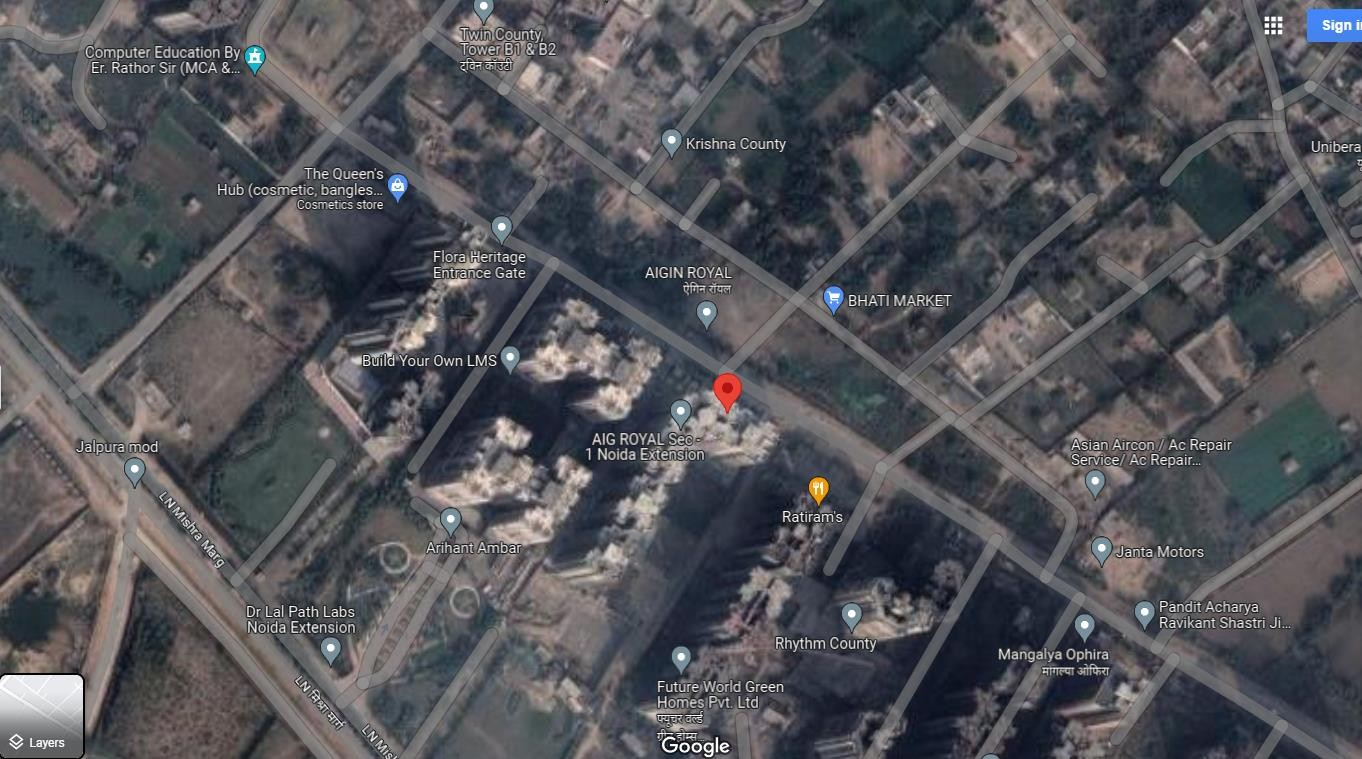 Sign i
Twin County,
Tower B1 & B2
ट्विन कॉउंटी
Computer Education By
Er. Rathor Sir (MCA &...
Krishna County
Unibera
The Queen's
Hub (cosmetic, bangles...
Cosmetics store
Flora Heritage
Entrance Gate
AIGIN ROYAL
ऐगिन रॉयल
BHATI MARKET
Build Your Own LMS
AIG ROYAL Sec -
1 Noida Extension
Jalpura mod
Asian Aircon / Ac Repair
Service/ Ac Repair...
LN Mishra Marg
Ratiram's
Arihant Ambar
Janta Motors
Dr Lal Path Labs
Noida Extension
Pandit Acharya
Ravikant Shastri Ji...
Rhythm County
Mangalya Ophira
मांगल्या ओफिरा
LN मिश्रा मार्ग
Future World Green
Homes Pvt. Ltd
फ्यूचर वर्ल्ड
ग्रीन होम्स...
LN Mis
Layers
Google